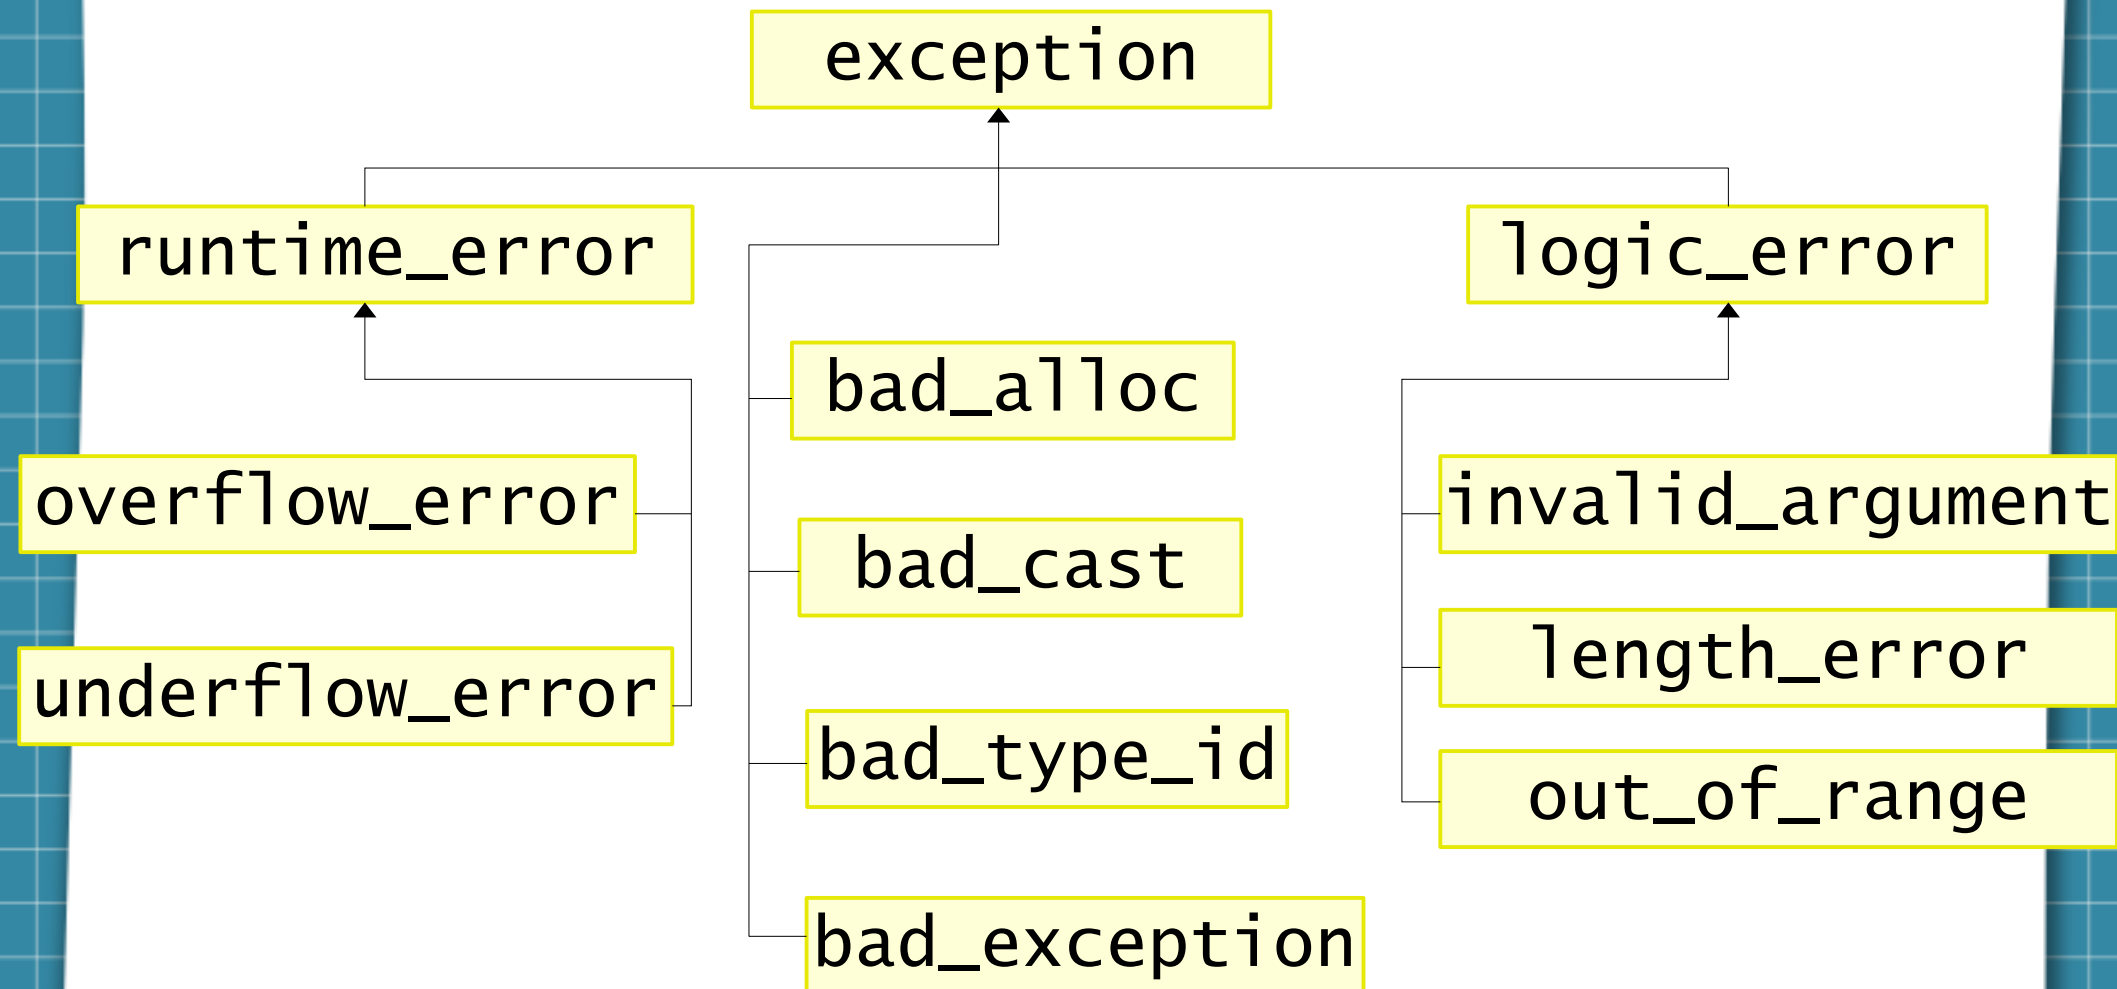 exception
runtime_error
logic_error
bad_alloc
overflow_error
invalid_argument
bad_cast
length_error
underflow_error
bad_type_id
out_of_range
bad_exception